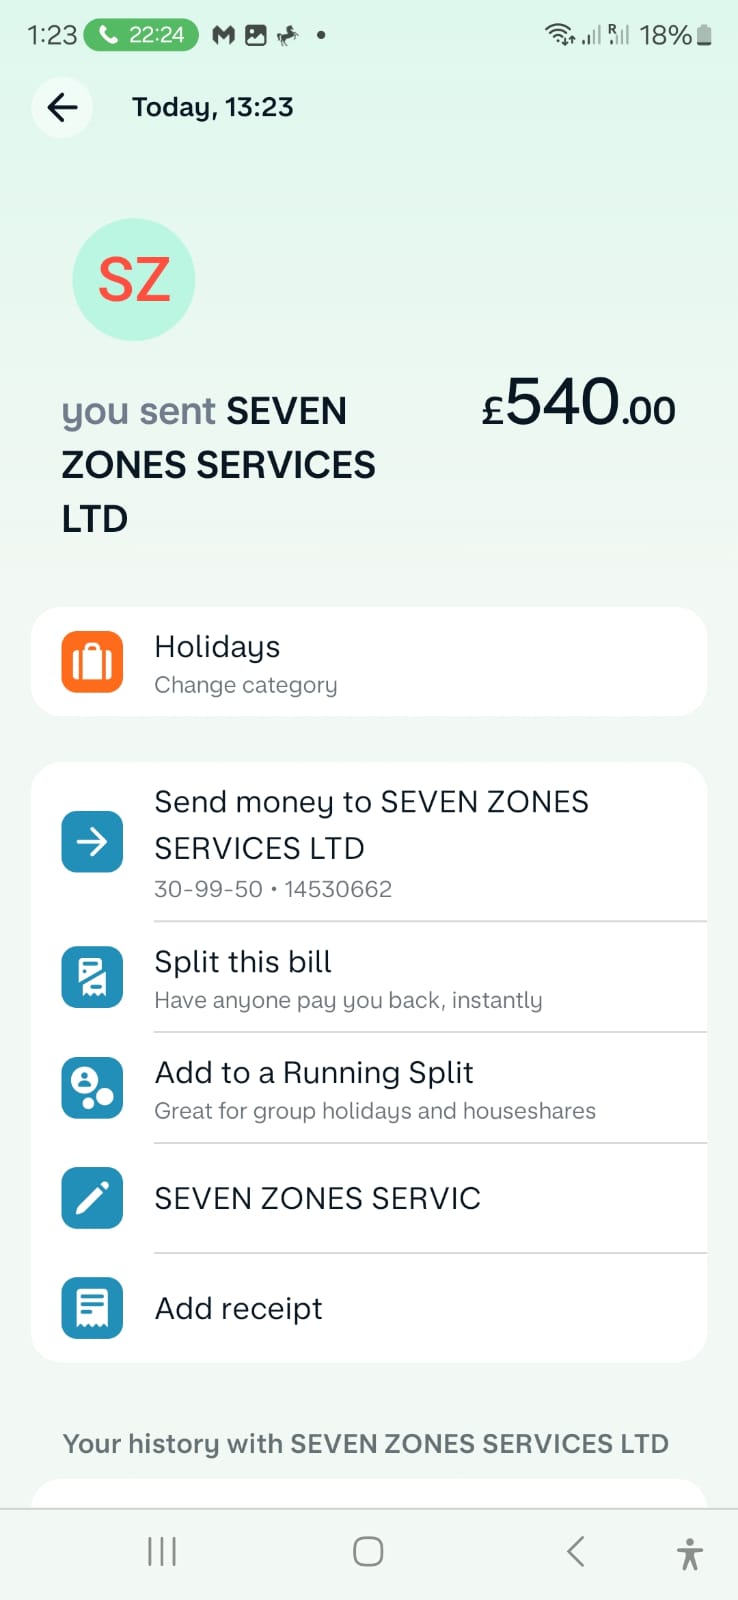 1:23 22:24 18%
Today, 13:23
SZ
you sent SEVEN
ZONES SERVICES
LTD
£540.00
Holidays
Change category
Send money to SEVEN ZONES
SERVICES LTD
30-99-50 • 14530662
Split this bill
Have anyone pay you back, instantly
Add to a Running Split
Great for group holidays and houseshares
SEVEN ZONES SERVIC
Add receipt
Your history with SEVEN ZONES SERVICES LTD